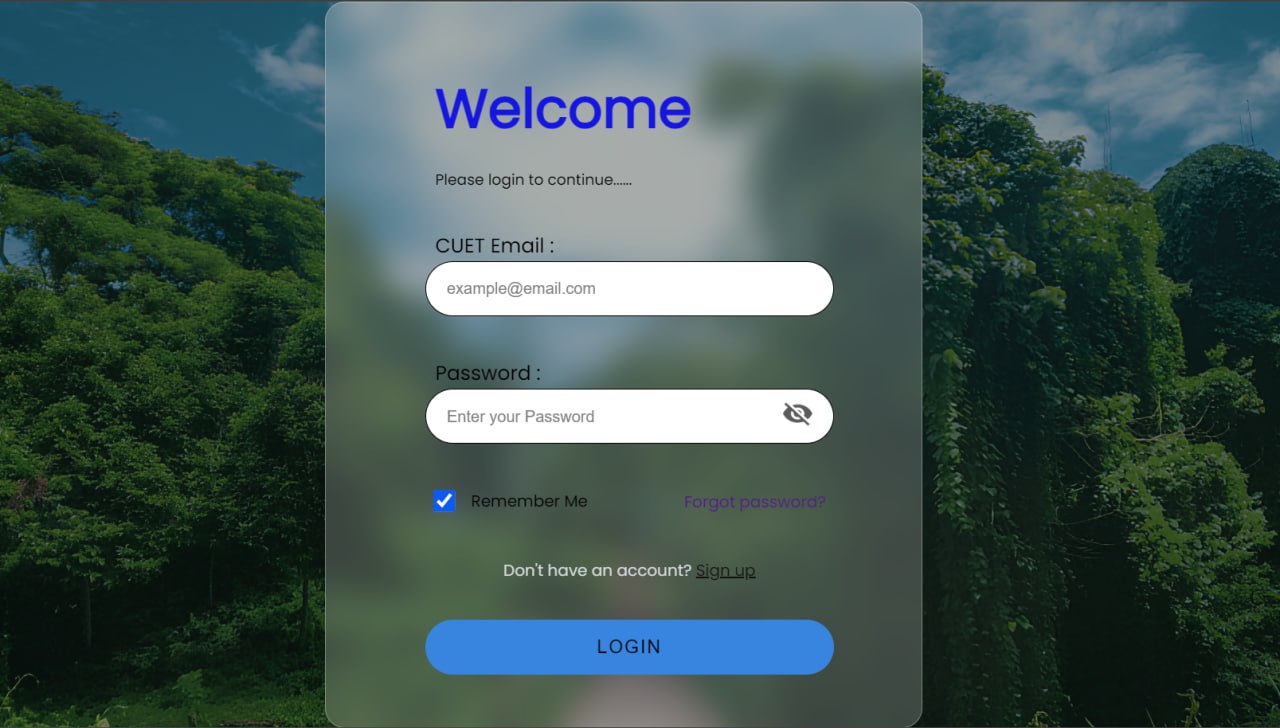 Welcome
Please login to continue......
CUET Email :
example@email.com
Password :
Enter your Password
Remember Me Forgot password?
Don't have an account? Sign up
LOGIN